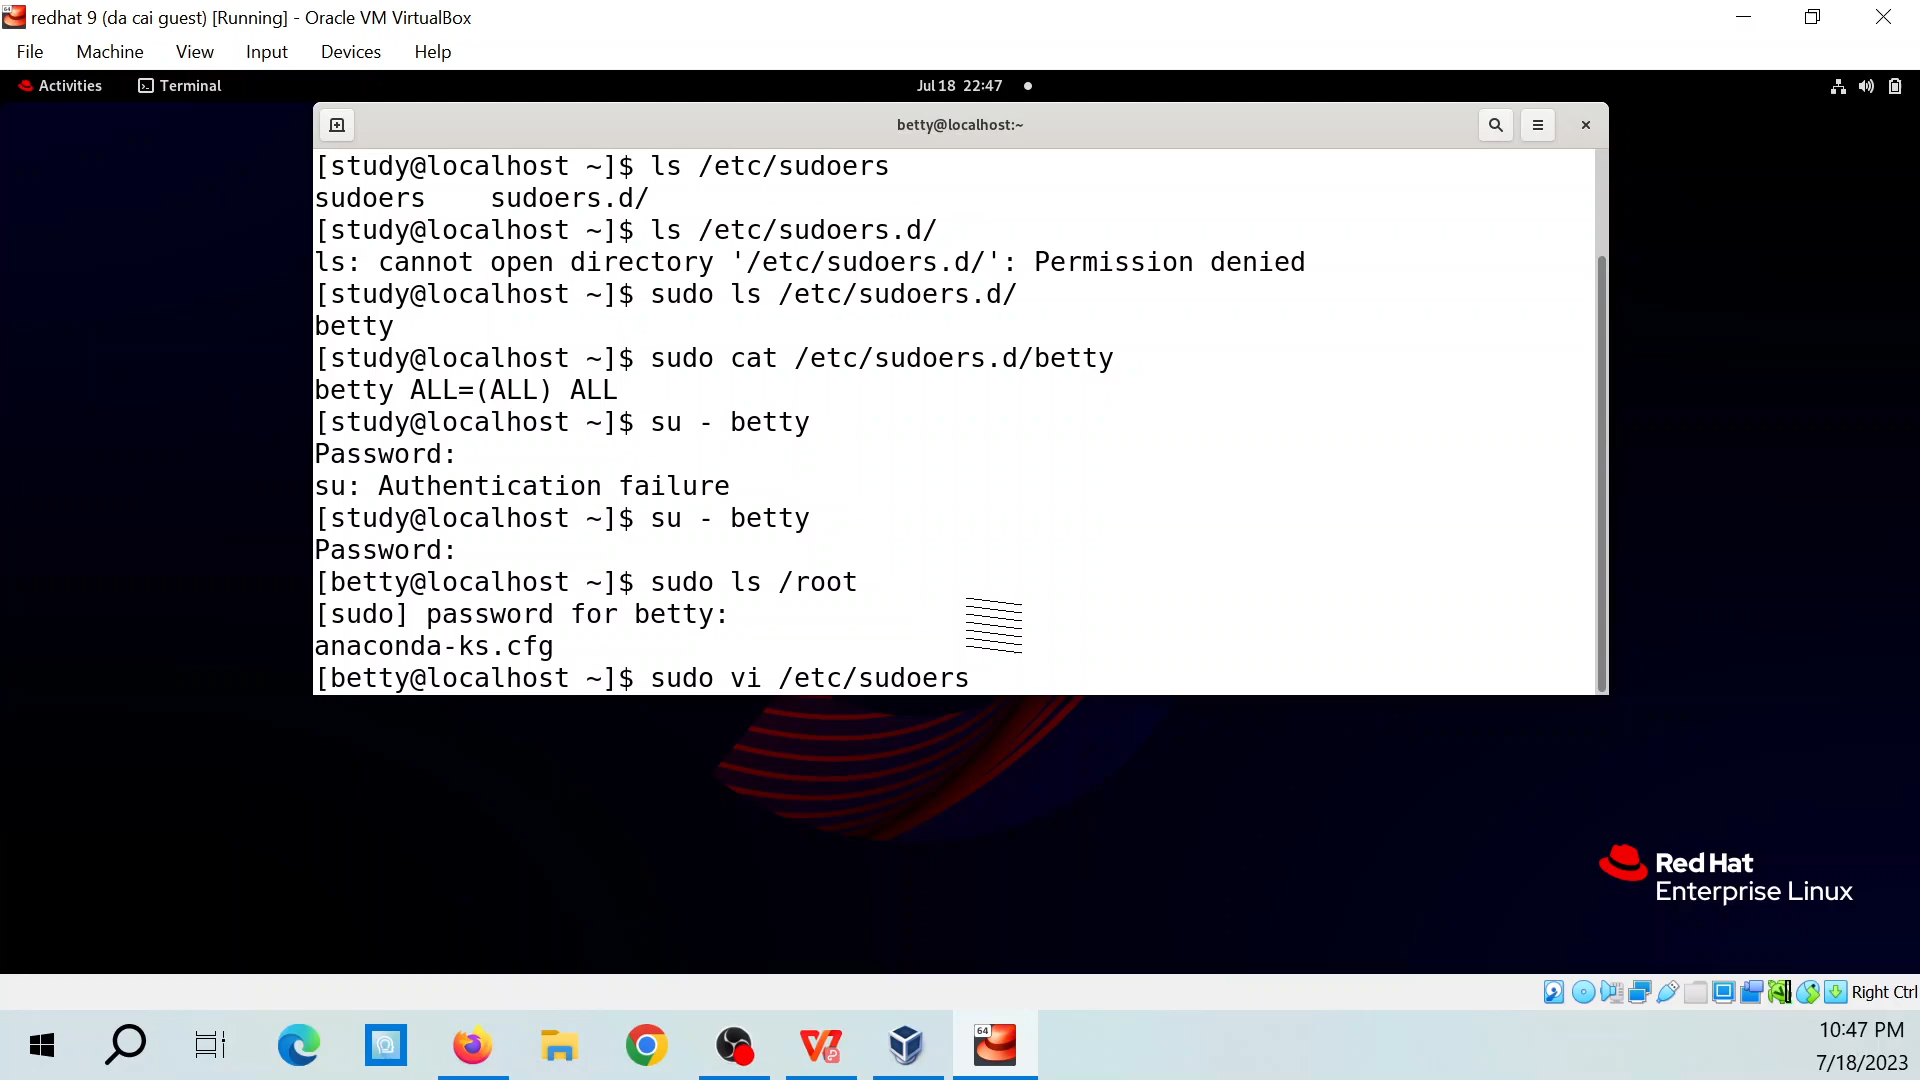 redhat 9 (da cai guest) [Running] - Oracle VM VirtualBox
File Machine View Input Devices Help
Activities Terminal Jul 18 22:47
betty@localhost:~
[study@localhost ~]$ ls /etc/sudoers
sudoers    sudoers.d/
[study@localhost ~]$ ls /etc/sudoers.d/
ls: cannot open directory '/etc/sudoers.d/': Permission denied
[study@localhost ~]$ sudo ls /etc/sudoers.d/
betty
[study@localhost ~]$ sudo cat /etc/sudoers.d/betty
betty ALL=(ALL) ALL
[study@localhost ~]$ su - betty
Password:
su: Authentication failure
[study@localhost ~]$ su - betty
Password:
[betty@localhost ~]$ sudo ls /root
[sudo] password for betty:
anaconda-ks.cfg
[betty@localhost ~]$ sudo vi /etc/sudoers
Red Hat
Enterprise Linux
Right Ctrl
64
10:47 PM
7/18/2023